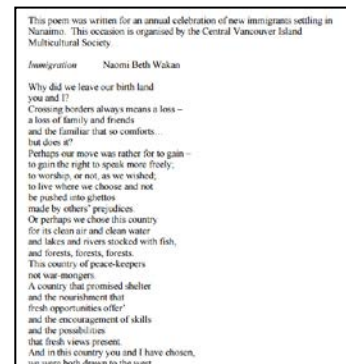 This poem was written for an annual celebration of new immigrants settling in
Nanaimo. This occasion is organised by the Central Vancouver Island
Multicultural Society.
Immigration Naomi Beth Wakan
Why did we leave our birth land
you and I?
Crossing borders always means a loss –
a loss of family and friends
and the familiar that so comforts…
but does it?
Perhaps our move was rather for to gain –
to gain the right to speak more freely;
to worship, or not, as we wished;
to live where we choose and not
be pushed into ghettos
made by others' prejudices.
Or perhaps we chose this country
for its clean air and clean water
and lakes and rivers stocked with fish,
and forests, forests, forests.
This country of peace-keepers
not war-mongers.
A country that promised shelter
and the nourishment that
fresh opportunities offer'
and the encouragement of skills
and the possibilities
that fresh views present.
And in this country you and I have chosen,
we were both drawn to the west